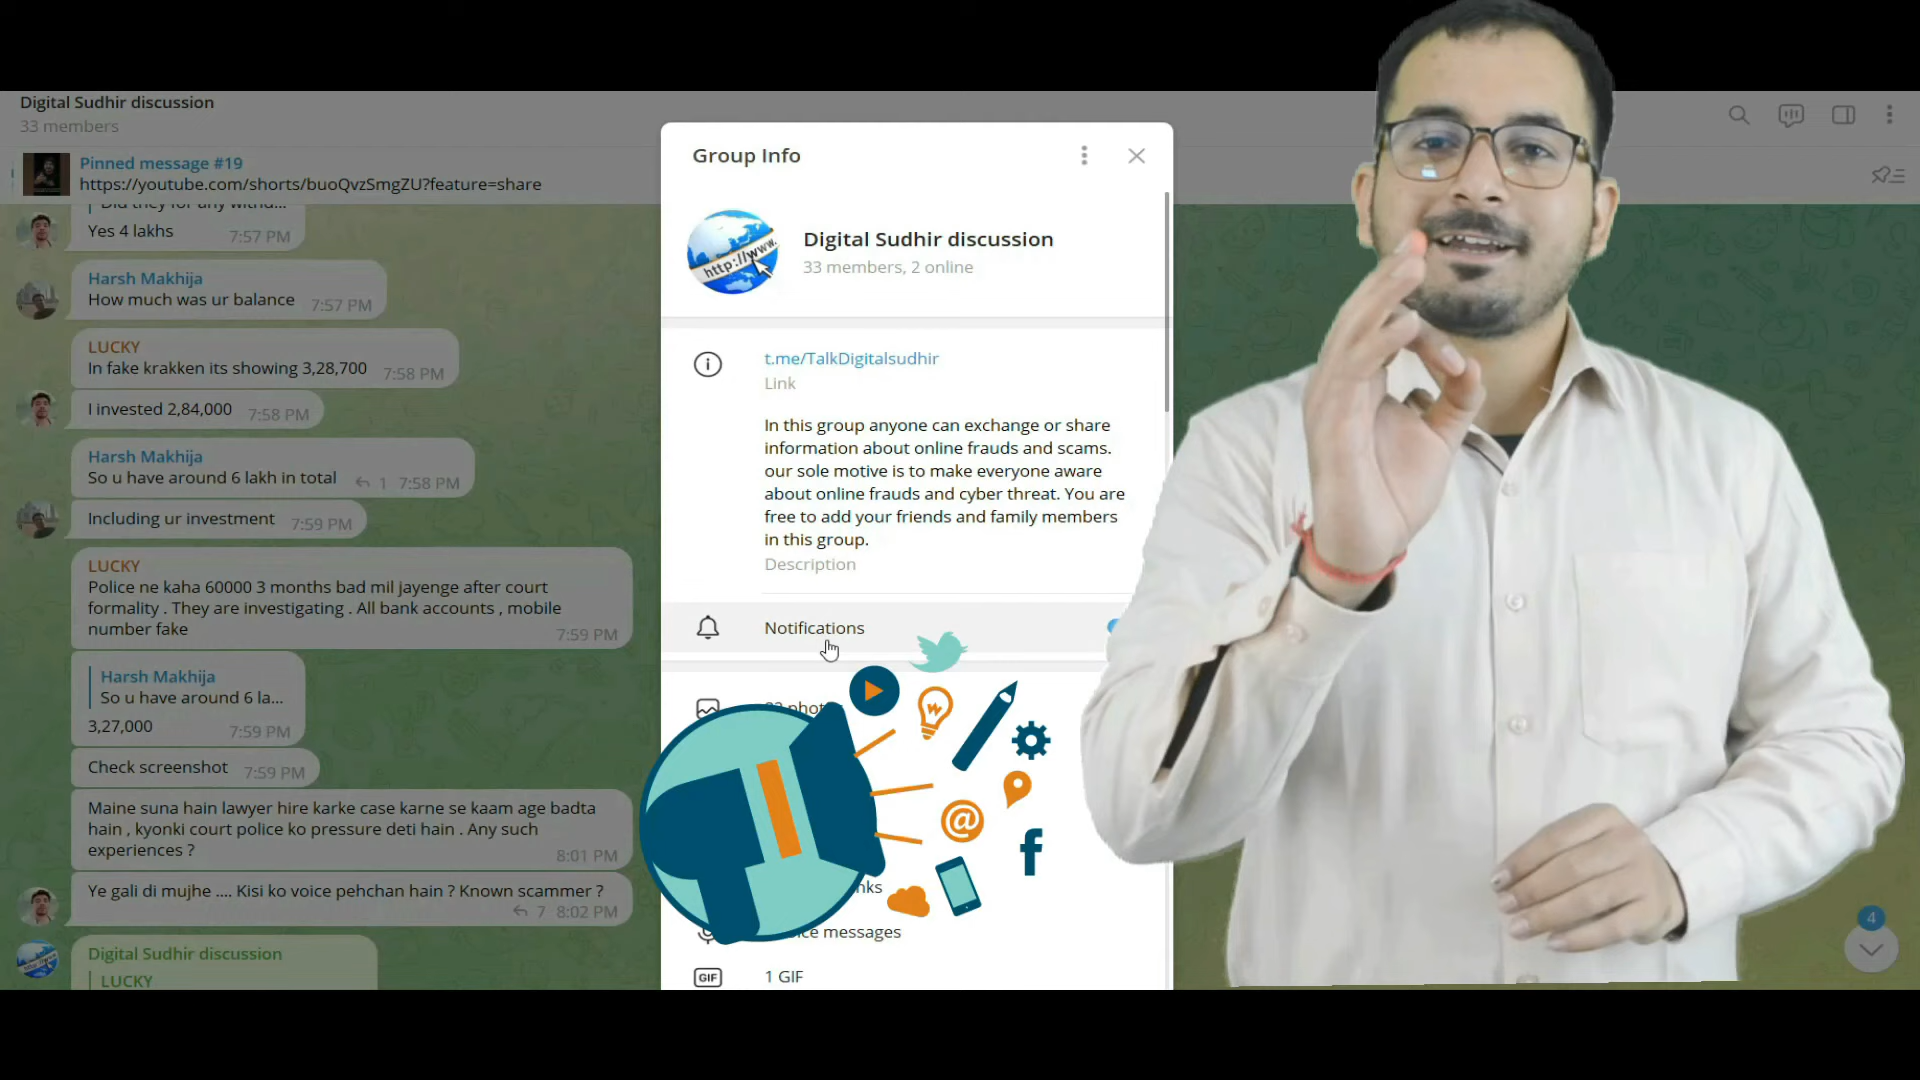 Digital Sudhir discussion
33 members
Pinned message #19
https://youtube.com/shorts/buoQvzSmgZU?feature=share
Did they for any withd...
Yes 4 lakhs 7:57 PM
Harsh Makhija
How much was ur balance 7:57 PM
LUCKY
In fake krakken its showing 3,28,700 7:58 PM
I invested 2,84,000 7:58 PM
Harsh Makhija
So u have around 6 lakh in total 1 7:58 PM
Including ur investment 7:59 PM
LUCKY
Police ne kaha 60000 3 months bad mil jayenge after court
formality . They are investigating . All bank accounts , mobile
number fake 7:59 PM
Harsh Makhija
So u have around 6 la...
3,27,000 7:59 PM
Check screenshot 7:59 PM
Maine suna hain lawyer hire karke case karne se kaam age badta
hain , kyonki court police ko pressure deti hain . Any such
experiences ? 8:01 PM
Ye gali di mujhe .... Kisi ko voice pehchan hain ? Known scammer ?
7 8:02 PM
Digital Sudhir discussion
LUCKY
Group Info
http://www.
Digital Sudhir discussion
33 members, 2 online
t.me/TalkDigitalsudhir
Link
In this group anyone can exchange or share
information about online frauds and scams.
our sole motive is to make everyone aware
about online frauds and cyber threat. You are
free to add your friends and family members
in this group.
Description
Notifications
messages
GIF 1 GIF
4